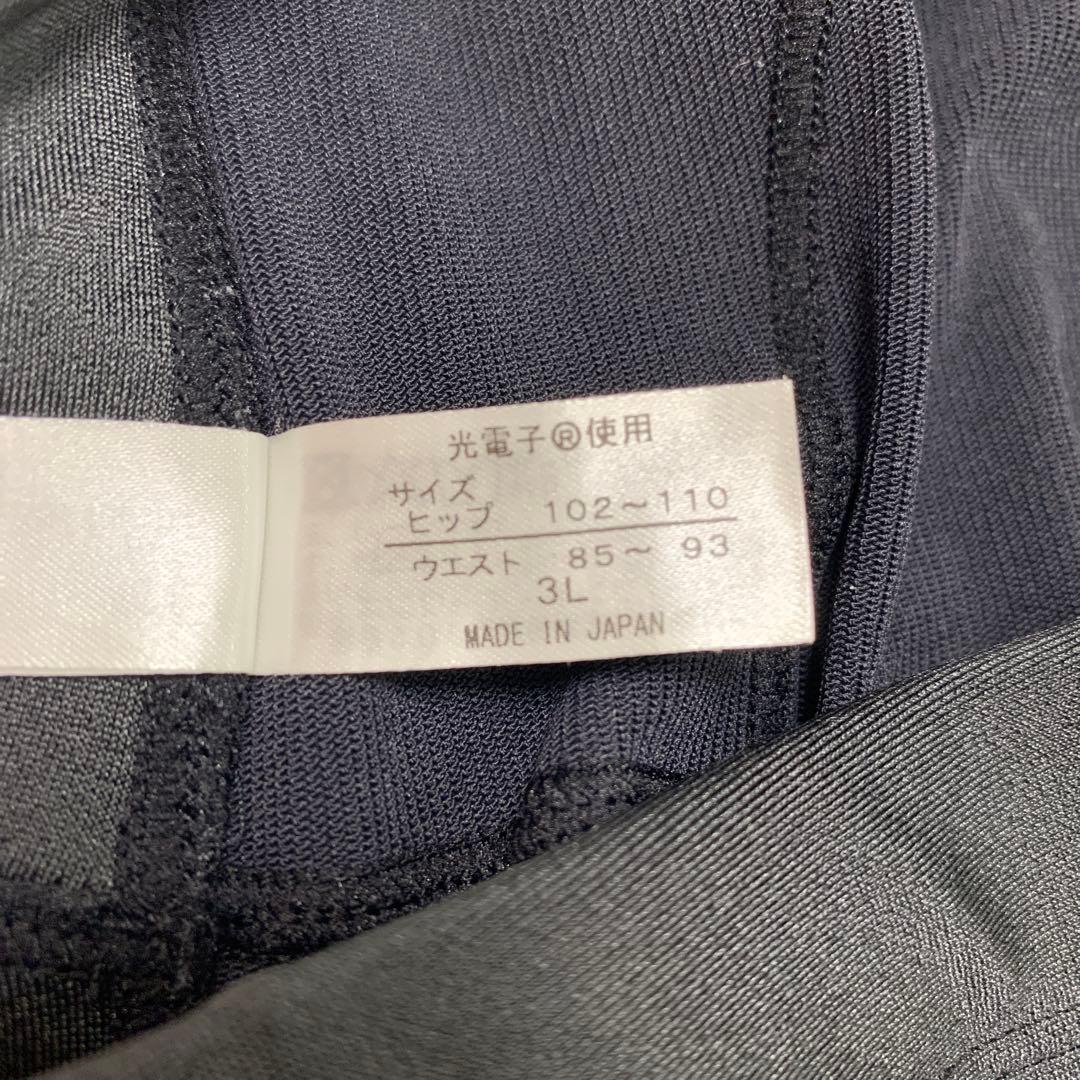 光電子®使用
サイズ
ヒップ 102～110
ウエスト 85～ 93
3L
MADE IN JAPAN